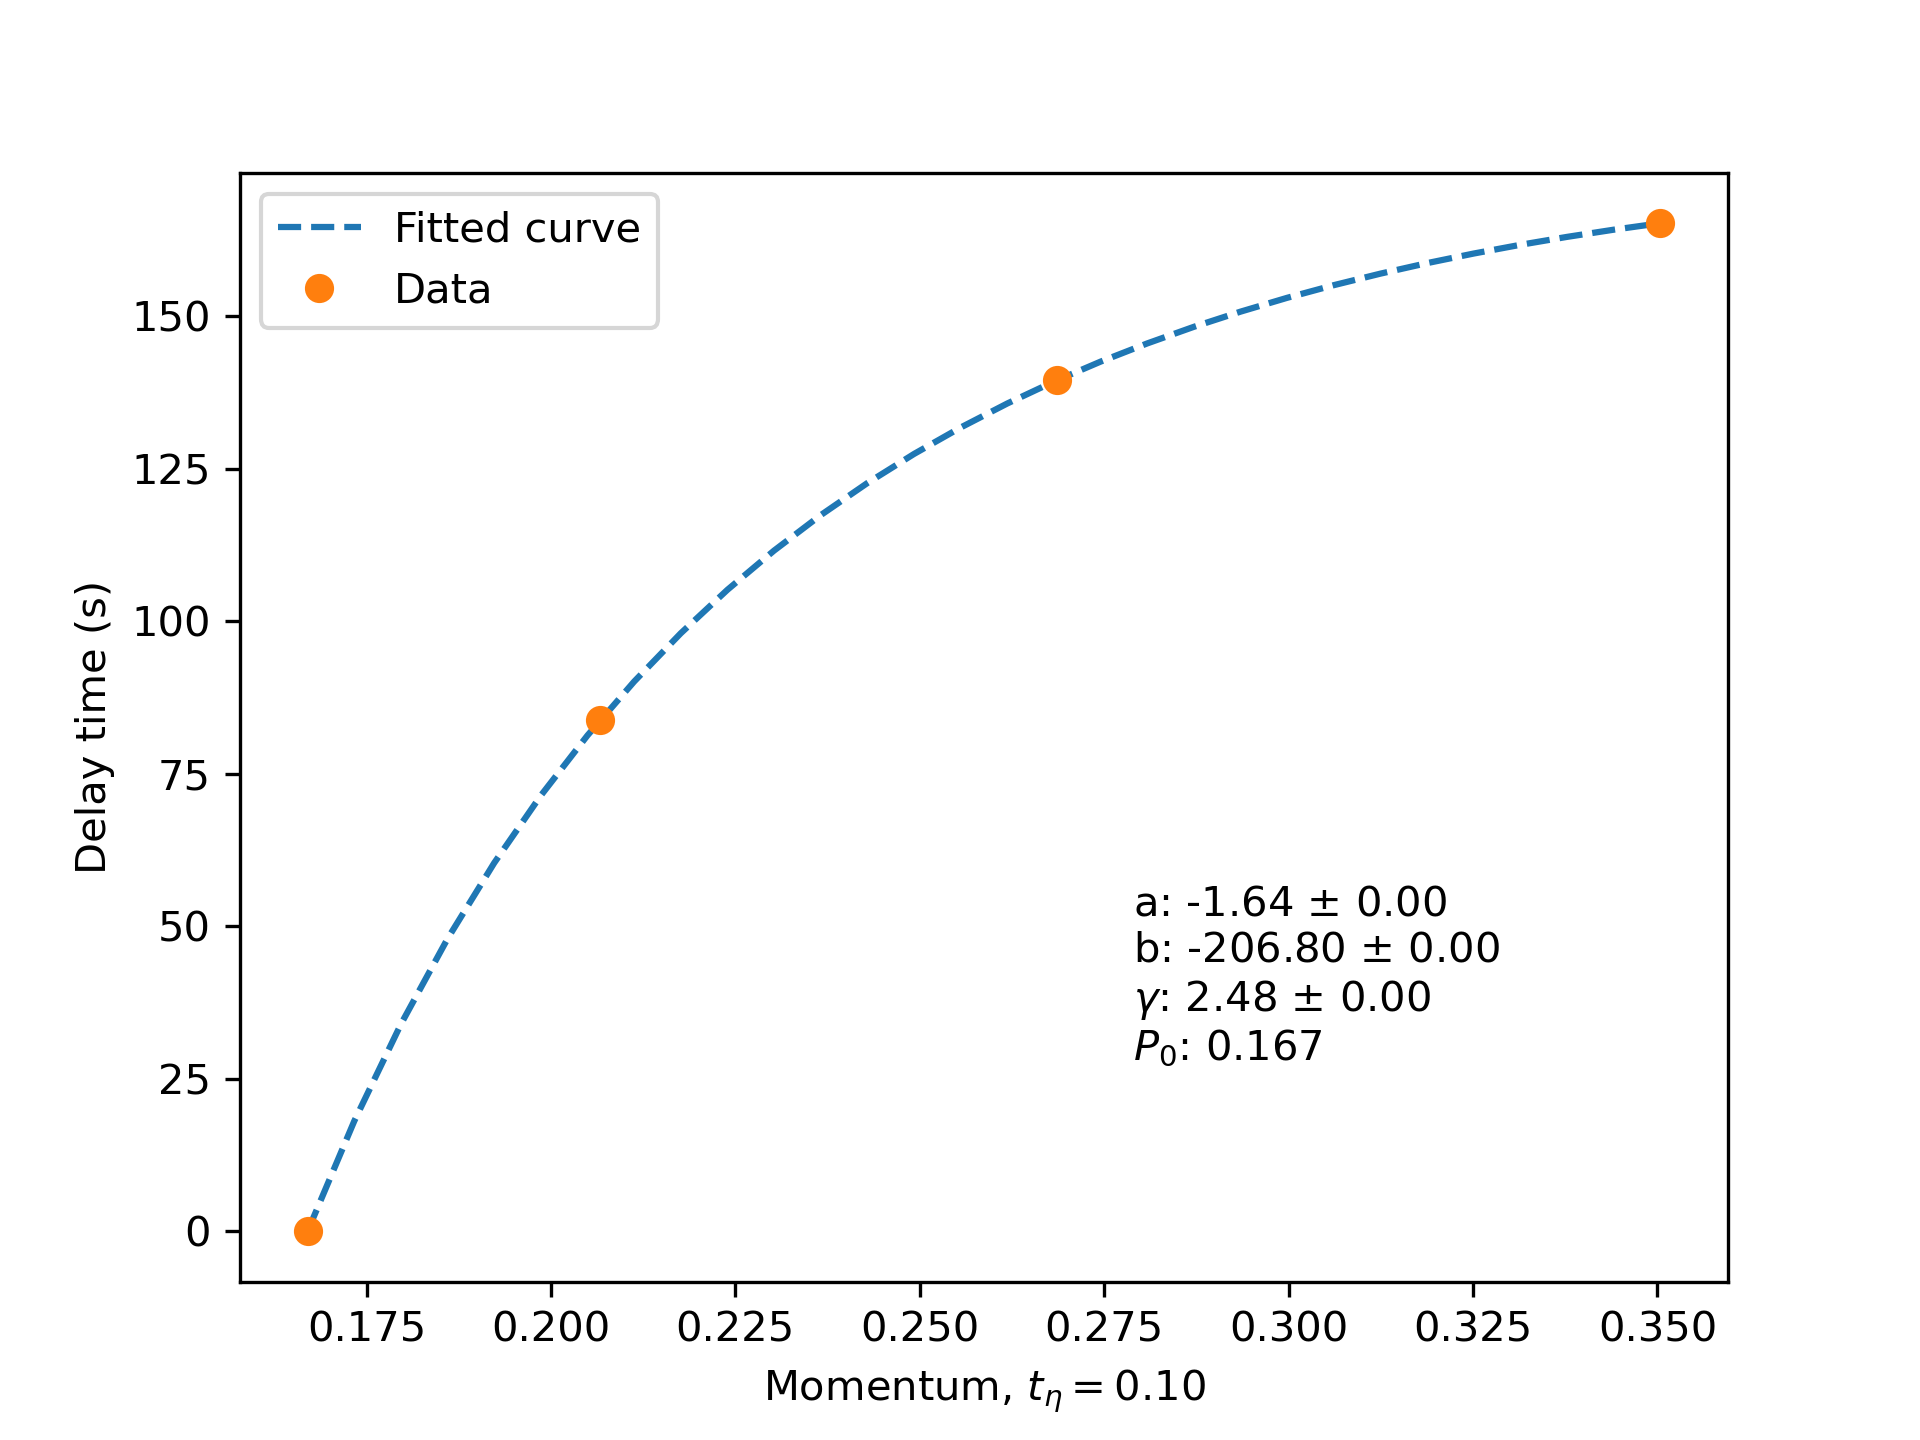 Fitted curve
Data
150
125
100
75
50
25
0
Delay time (s)
a: -1.64 ± 0.00
b: -206.80 ± 0.00
γ: 2.48 ± 0.00
P₀: 0.167
0.175 0.200 0.225 0.250 0.275 0.300 0.325 0.350
Momentum, tη = 0.10